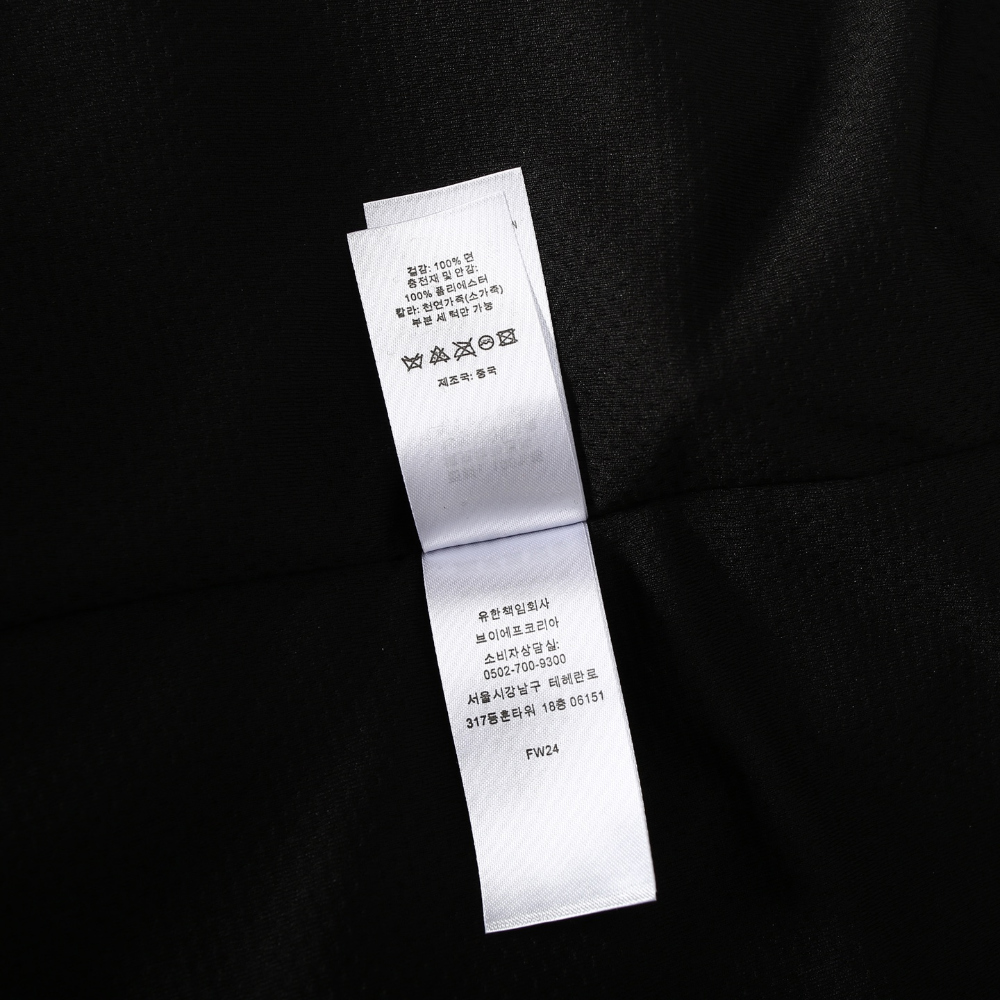 겉감: 100% 면
충전재 및 안감:
100% 폴리에스터
칼라: 천연가죽(소가죽)
부분 세척만 가능
제조국: 중국
유한책임회사
브이에프코리아
소비자상담실:
0502-700-9300
서울시강남구 테헤란로
317동훈타워 18층 06151
FW24